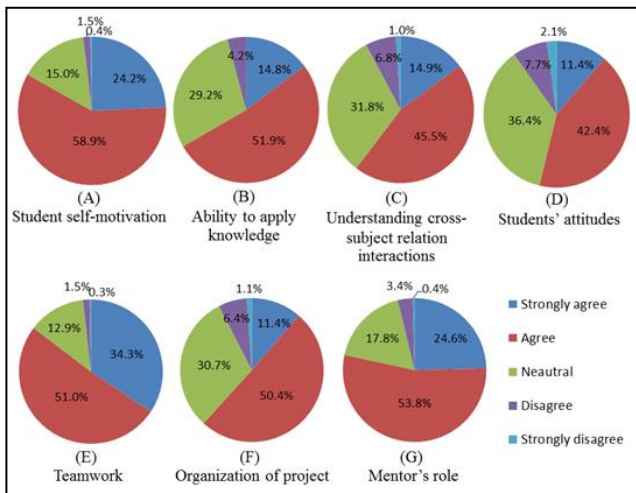 1.5%
0.4%
15.0%
24.2%
58.9%
(A)
Student self-motivation
4.2%
14.8%
29.2%
51.9%
(B)
Ability to apply
knowledge
1.0%
6.8%
14.9%
31.8%
45.5%
(C)
Understanding cross-
subject relation
interactions
2.1%
7.7%
11.4%
36.4%
42.4%
(D)
Students' attitudes
1.5%
0.3%
12.9%
34.3%
51.0%
(E)
Teamwork
1.1%
6.4%
11.4%
30.7%
50.4%
(F)
Organization of project
3.4%
0.4%
17.8%
24.6%
53.8%
(G)
Mentor's role
Strongly agree
Agree
Neautral
Disagree
Strongly disagree